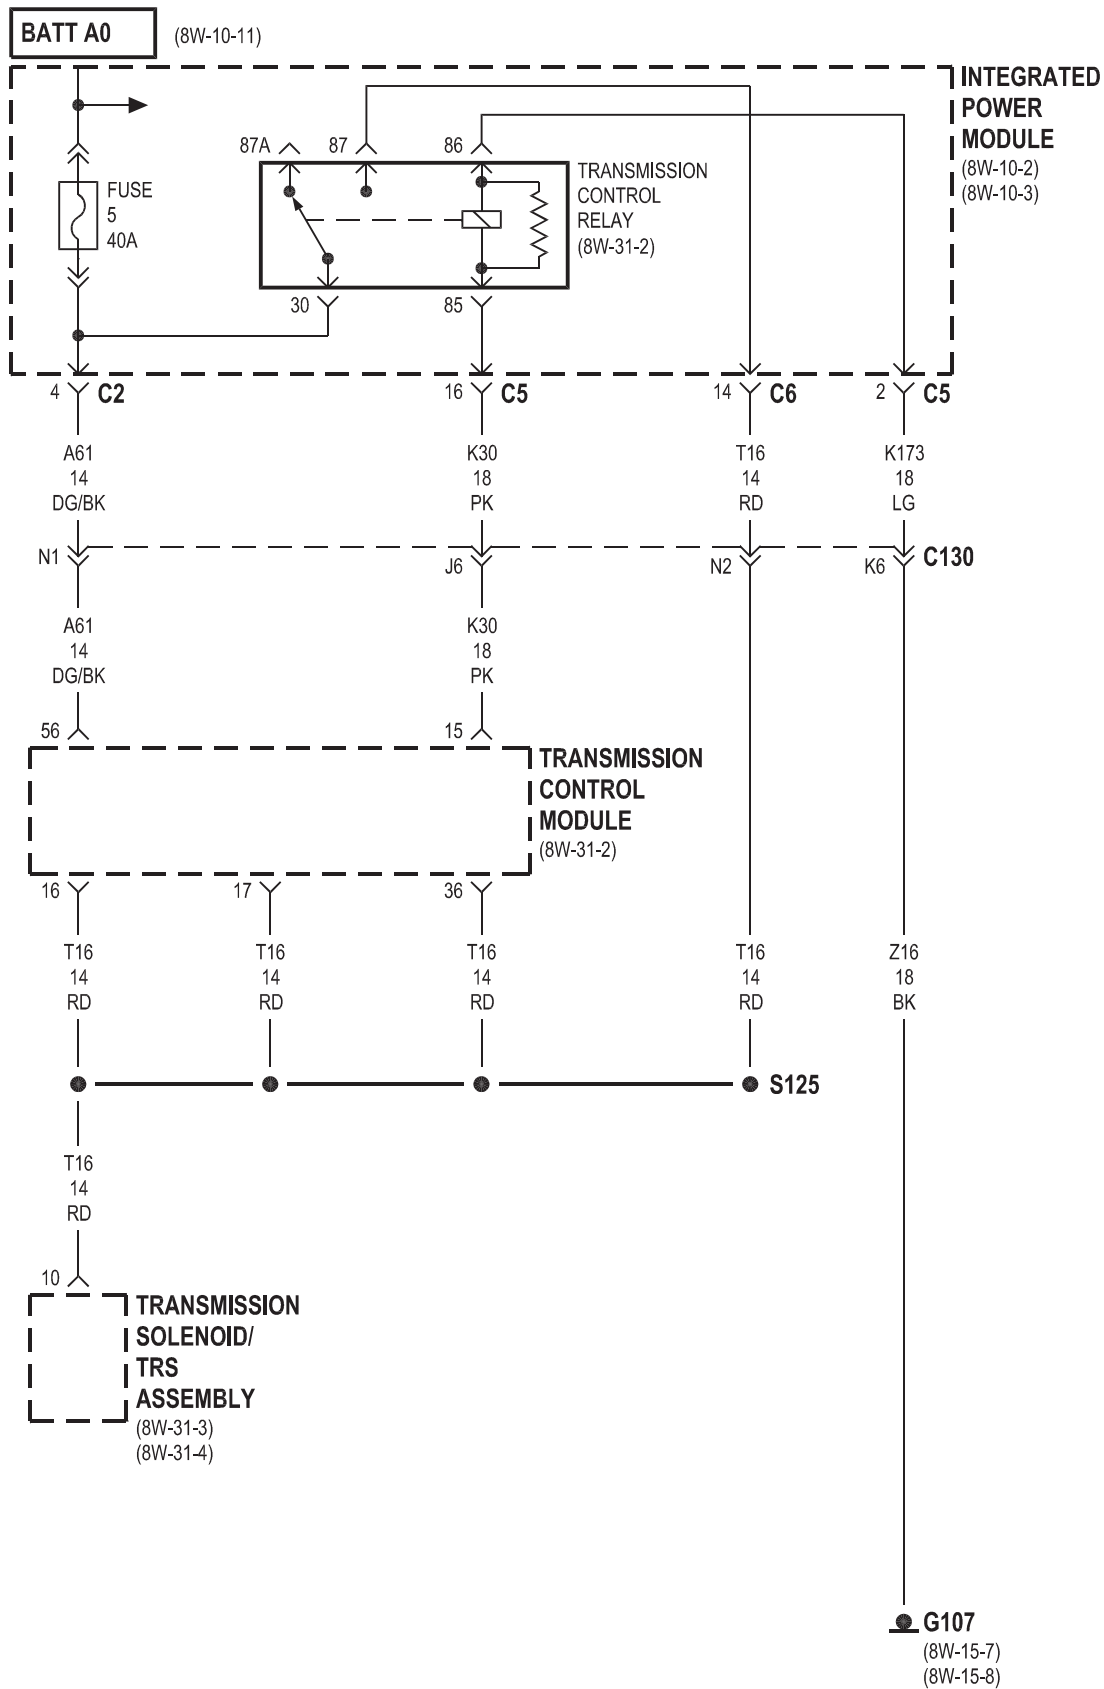 BATT A0
(8W-10-11)
INTEGRATED
POWER
MODULE
(8W-10-2)
(8W-10-3)
FUSE
5
40A
87A
87
86
TRANSMISSION
CONTROL
RELAY
(8W-31-2)
30
85
4
C2
16
C5
14
C6
2
C5
A61
14
DG/BK
K30
18
PK
T16
14
RD
K173
18
LG
N1
J6
N2
K6
C130
A61
14
DG/BK
K30
18
PK
56
15
TRANSMISSION
CONTROL
MODULE
(8W-31-2)
16
17
36
T16
14
RD
T16
14
RD
T16
14
RD
T16
14
RD
Z16
18
BK
S125
T16
14
RD
10
TRANSMISSION
SOLENOID/
TRS
ASSEMBLY
(8W-31-3)
(8W-31-4)
G107
(8W-15-7)
(8W-15-8)